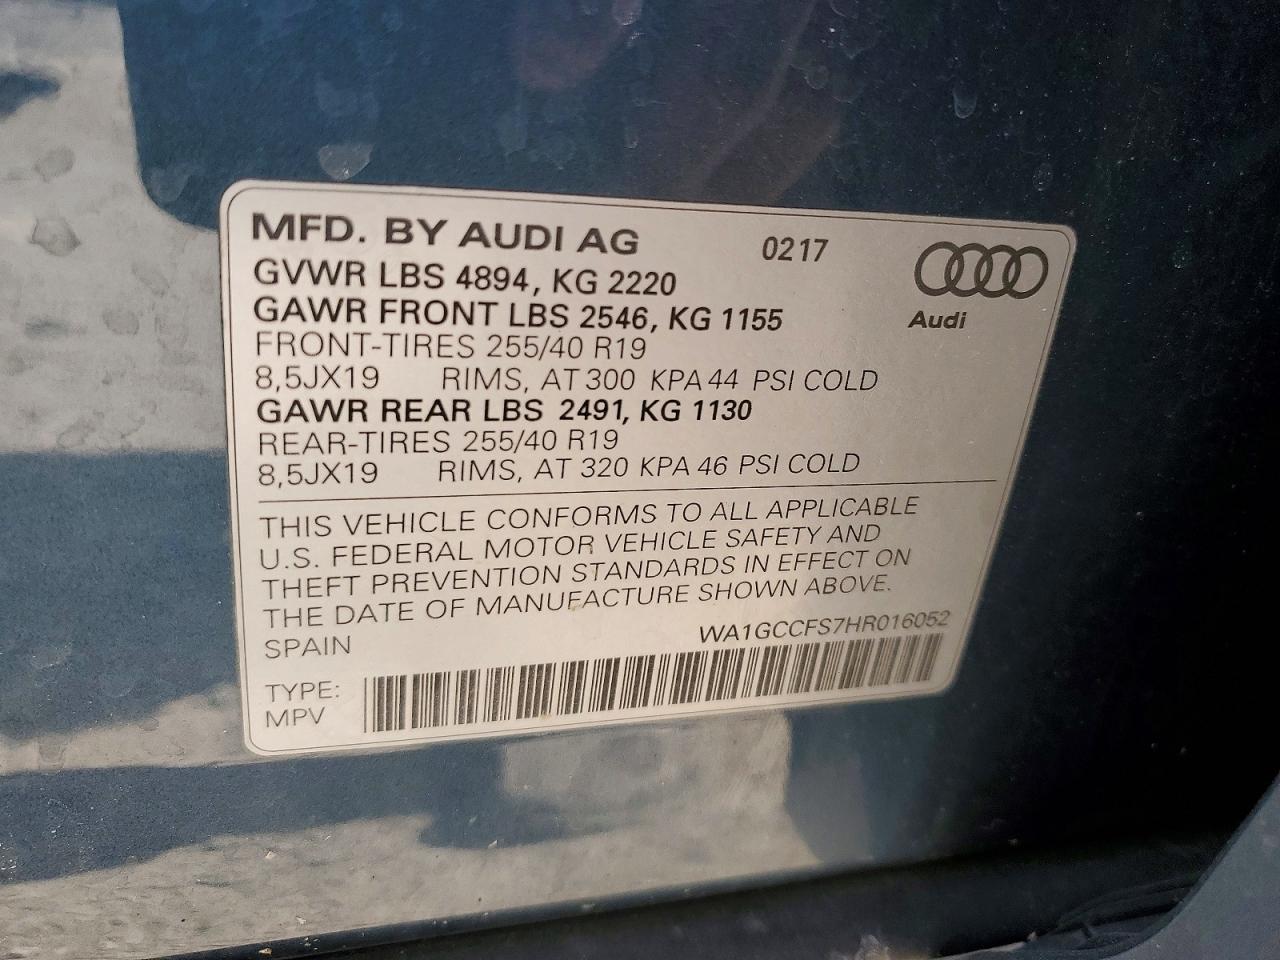 MFD. BY AUDI AG 0217
GVWR LBS 4894, KG 2220
GAWR FRONT LBS 2546, KG 1155
Audi
FRONT-TIRES 255/40 R19
8,5JX19 RIMS, AT 300 KPA 44 PSI COLD
GAWR REAR LBS 2491, KG 1130
REAR-TIRES 255/40 R19
8,5JX19 RIMS, AT 320 KPA 46 PSI COLD
THIS VEHICLE CONFORMS TO ALL APPLICABLE
U.S. FEDERAL MOTOR VEHICLE SAFETY AND
THEFT PREVENTION STANDARDS IN EFFECT ON
THE DATE OF MANUFACTURE SHOWN ABOVE.
SPAIN WA1GCCFS7HR016052
TYPE:
MPV